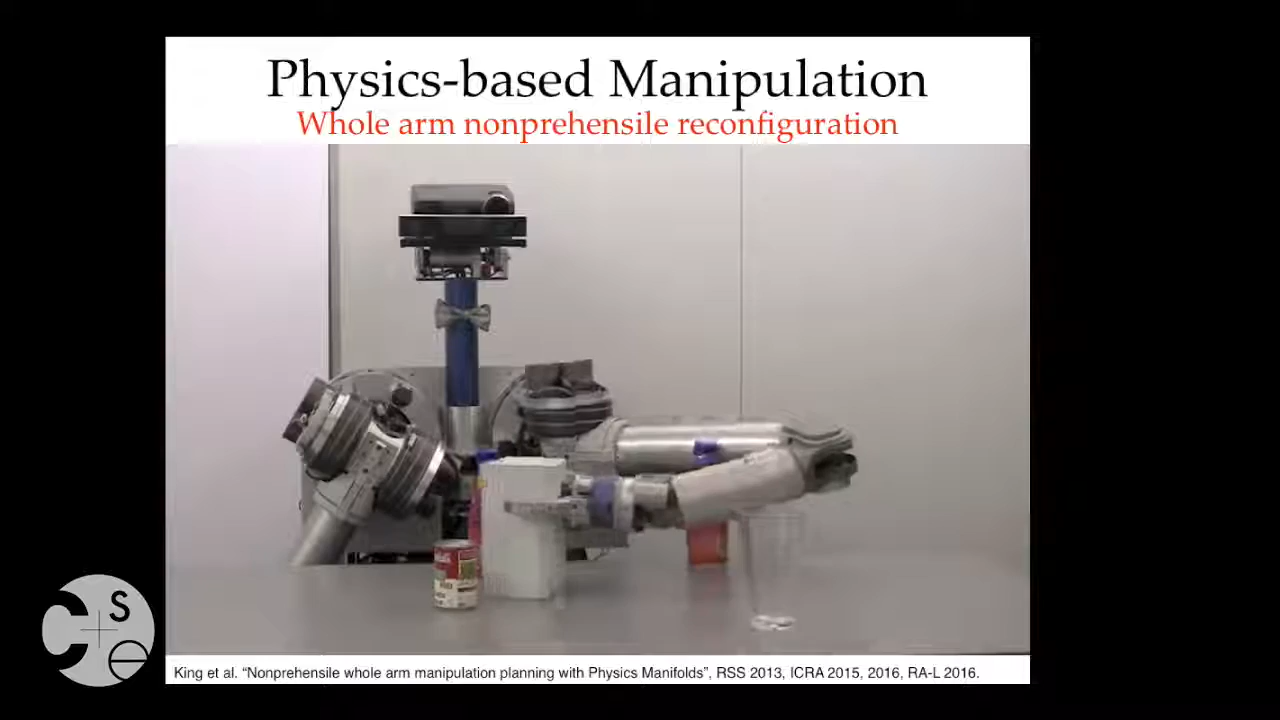 Physics-based Manipulation
Whole arm nonprehensile reconfiguration
C S
+
e
King et al. “Nonprehensile whole arm manipulation planning with Physics Manifolds”, RSS 2013, ICRA 2015, 2016, RA-L 2016.